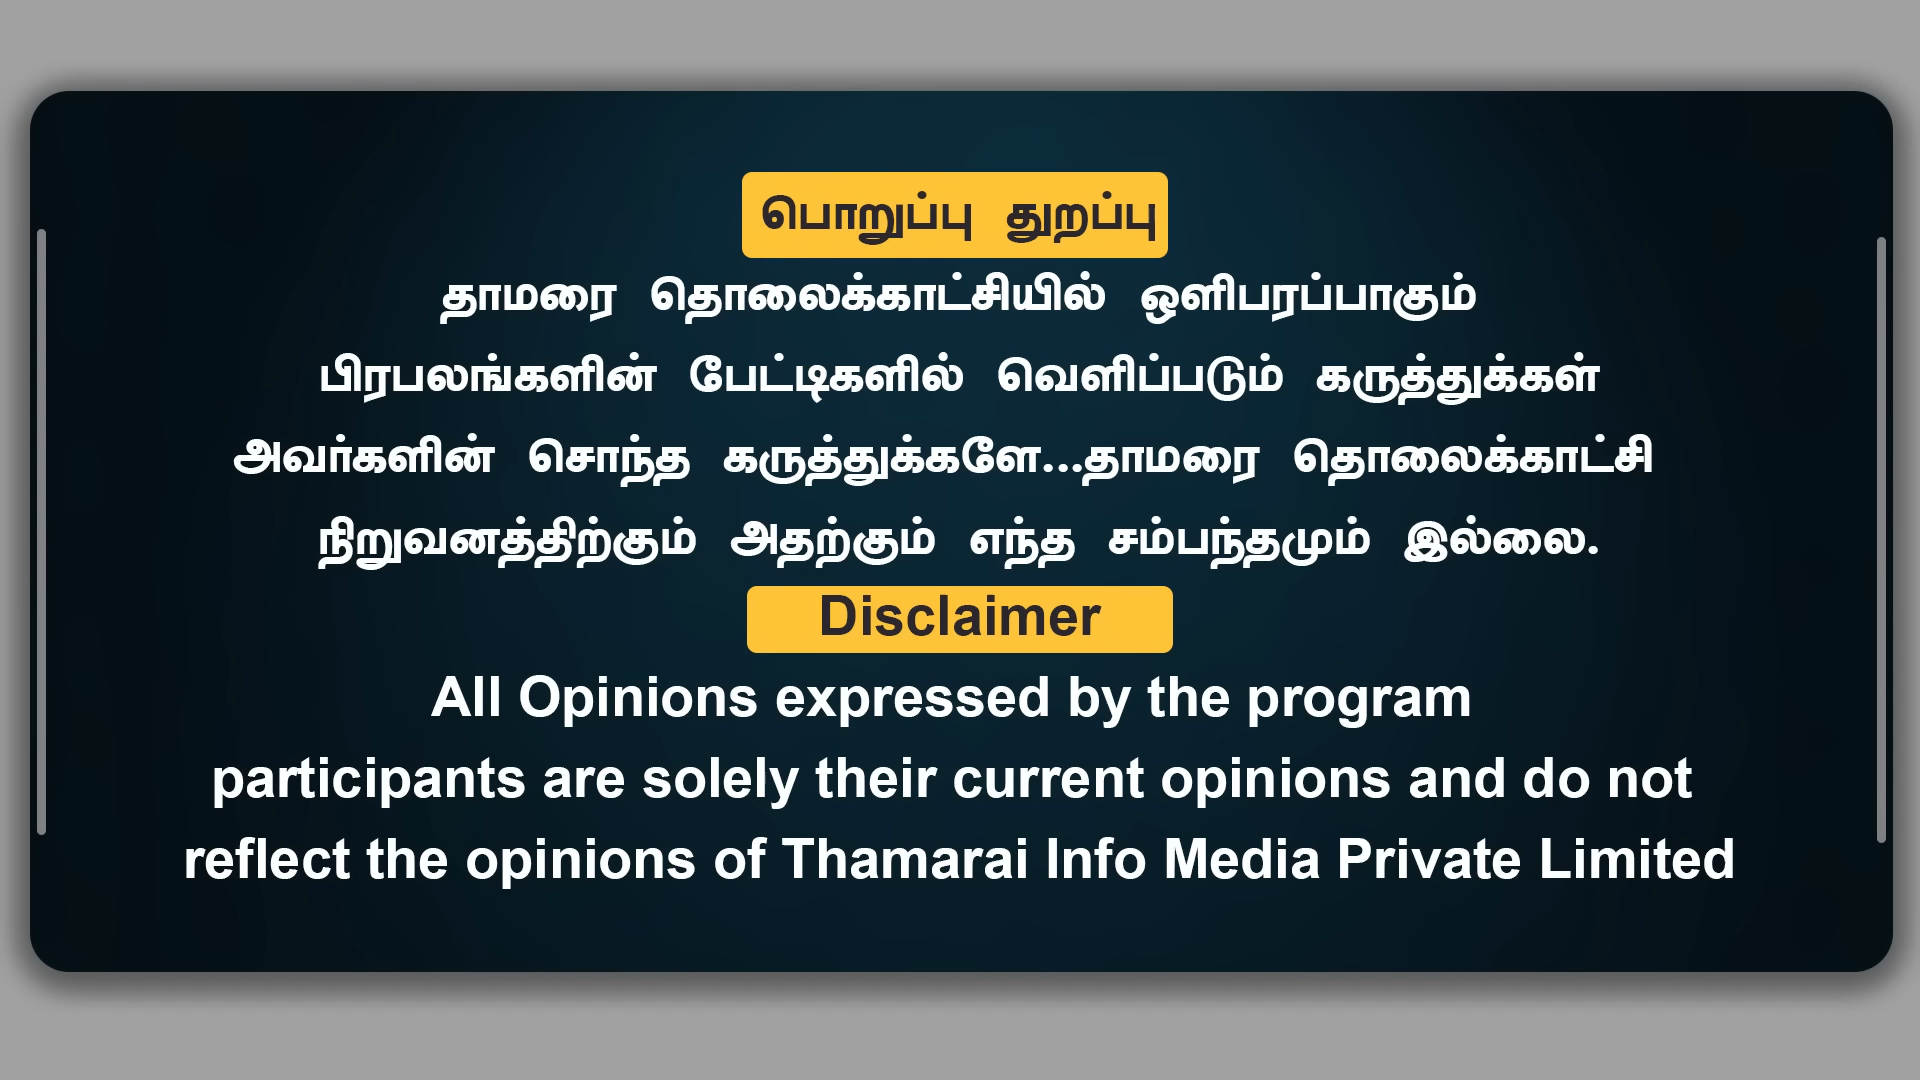 பொறுப்பு துறப்பு
தாமரை தொலைக்காட்சியில் ஒளிபரப்பாகும்
பிரபலங்களின் பேட்டிகளில் வெளிப்படும் கருத்துக்கள்
அவர்களின் சொந்த கருத்துக்களே...தாமரை தொலைக்காட்சி
நிறுவனத்திற்கும் அதற்கும் எந்த சம்பந்தமும் இல்லை.
Disclaimer
All Opinions expressed by the program
participants are solely their current opinions and do not
reflect the opinions of Thamarai Info Media Private Limited